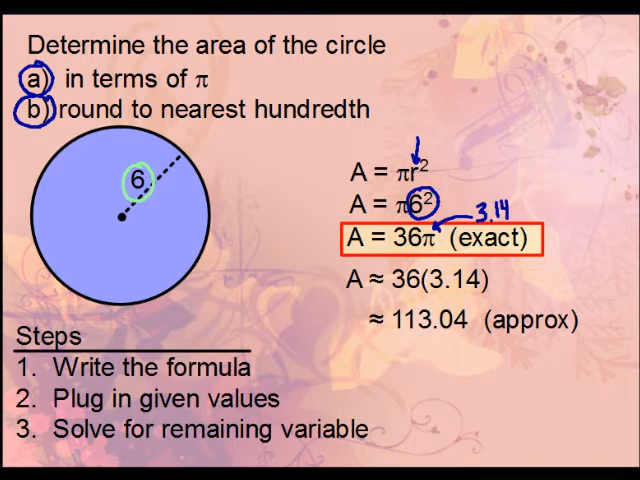 Determine the area of the circle
a) in terms of π
b) round to nearest hundredth
6
A = πr²
A = π6²
3.14
A = 36π (exact)
A ≈ 36(3.14)
≈ 113.04 (approx)
Steps
1. Write the formula
2. Plug in given values
3. Solve for remaining variable